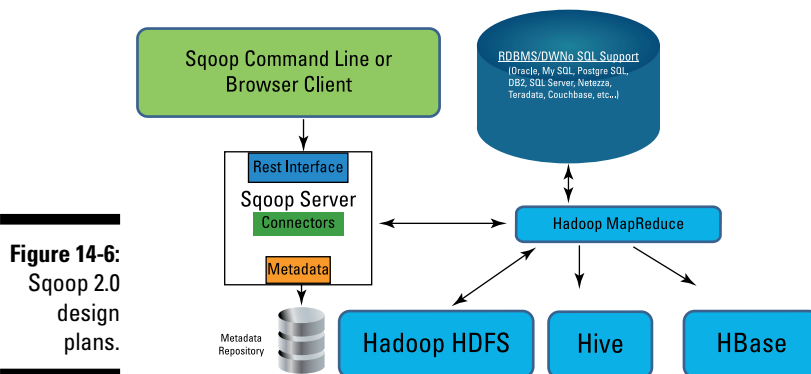 Sqoop Command Line or
Browser Client
RDBMS/DWNo SQL Support
(Oracle, My SQL, Postgre SQL,
DB2, SQL Server, Netezza,
Teradata, Couchbase, etc...)
Rest Interface
Sqoop Server
Connectors
Hadoop MapReduce
Metadata
Figure 14-6:
Sqoop 2.0
design
plans.
Metadata
Repository
Hadoop HDFS
Hive
HBase